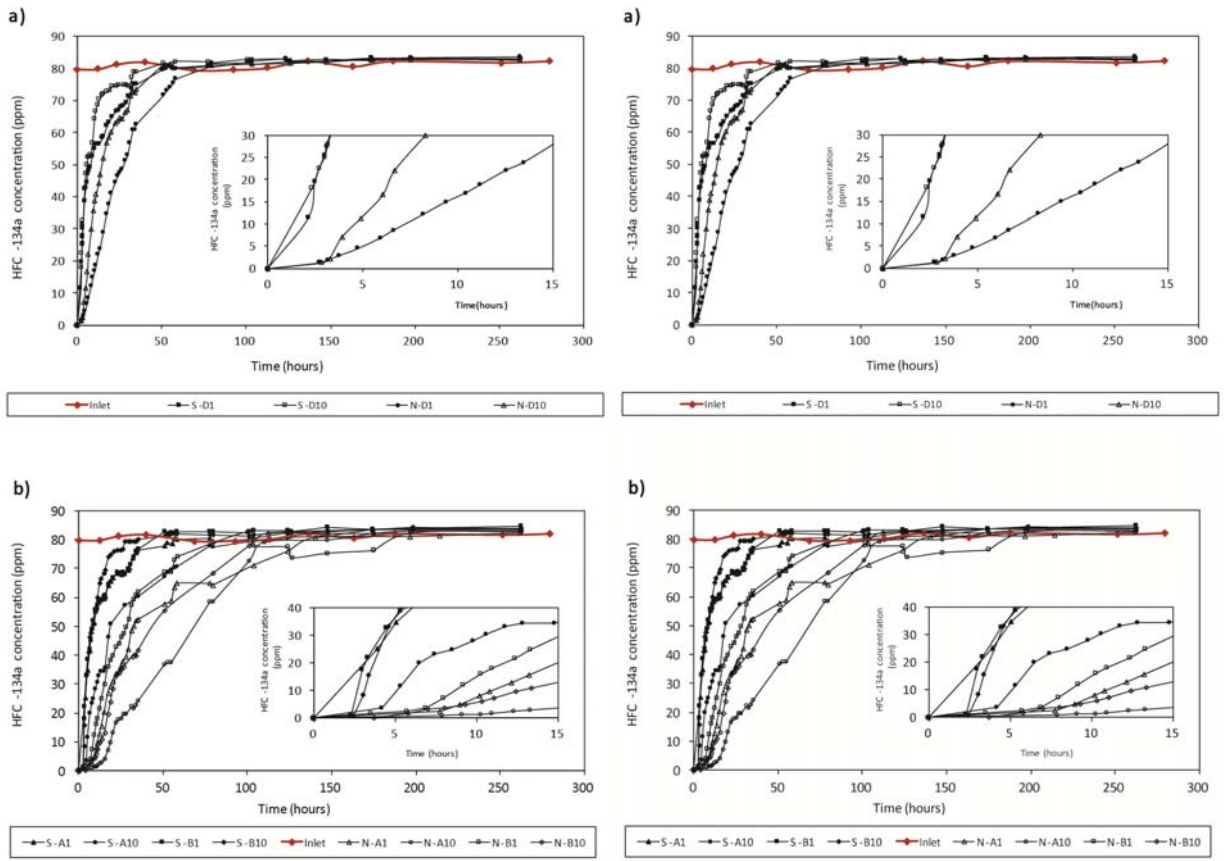 a)
HFC -134a concentration (ppm)
90
80
70
60
50
40
30
20
10
0
HFC -134a concentration
(ppm)
30
25
20
15
10
5
0
0 5 10 15
Time(hours)
0 50 100 150 200 250 300
Time (hours)
Inlet S -D1 S -D10 N-D1 N-D10
a)
HFC -134a concentration (ppm)
90
80
70
60
50
40
30
20
10
0
HFC -134a concentration
(ppm)
30
25
20
15
10
5
0
0 5 10 15
Time(hours)
0 50 100 150 200 250 300
Time (hours)
Inlet S -D1 S -D10 N-D1 N-D10
b)
HFC -134a concentration (ppm)
90
80
70
60
50
40
30
20
10
0
HFC -134a concentration
(ppm)
40
30
20
10
0
0 5 10 15
Time (hours)
0 50 100 150 200 250 300
Time (hours)
S -A1 S -A10 S -B1 S -B10 Inlet N -A1 N -A10 N -B1 N -B10
b)
HFC -134a concentration (ppm)
90
80
70
60
50
40
30
20
10
0
HFC -134a concentration
(ppm)
40
30
20
10
0
0 5 10 15
Time (hours)
0 50 100 150 200 250 300
Time (hours)
S -A1 S -A10 S -B1 S -B10 Inlet N -A1 N -A10 N -B1 N -B10